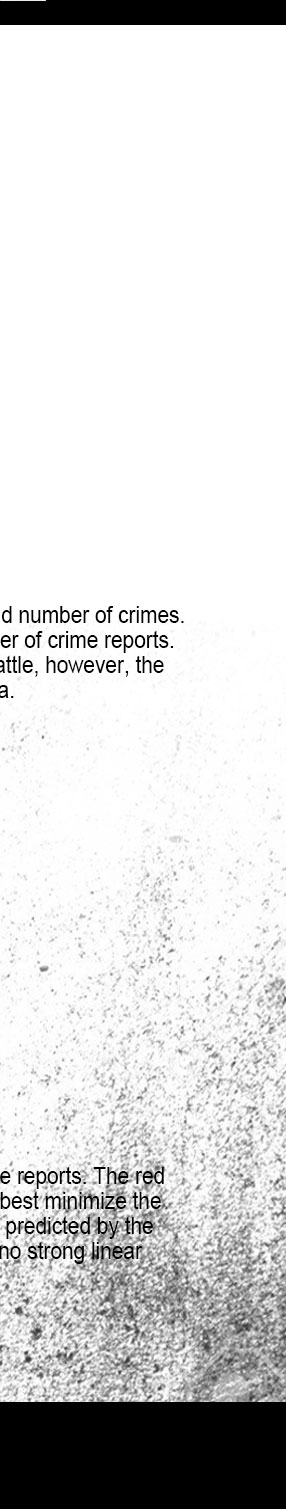 d number of crimes.
er of crime reports.
attle, however, the
a.
e reports. The red
best minimize the
predicted by the
no strong linear